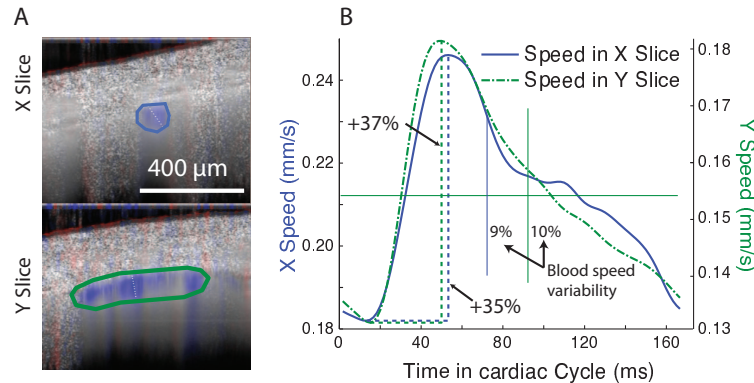 A
X Slice
400 µm
Y Slice
B
Speed in X Slice
Speed in Y Slice
+37%
9%
10%
Blood speed
variability
+35%
X Speed (mm/s)
0.24
0.22
0.20
0.18
0
40
80
120
160
Time in cardiac Cycle (ms)
0.18
0.17
0.16
0.15
0.14
0.13
Y Speed
(mm/s)